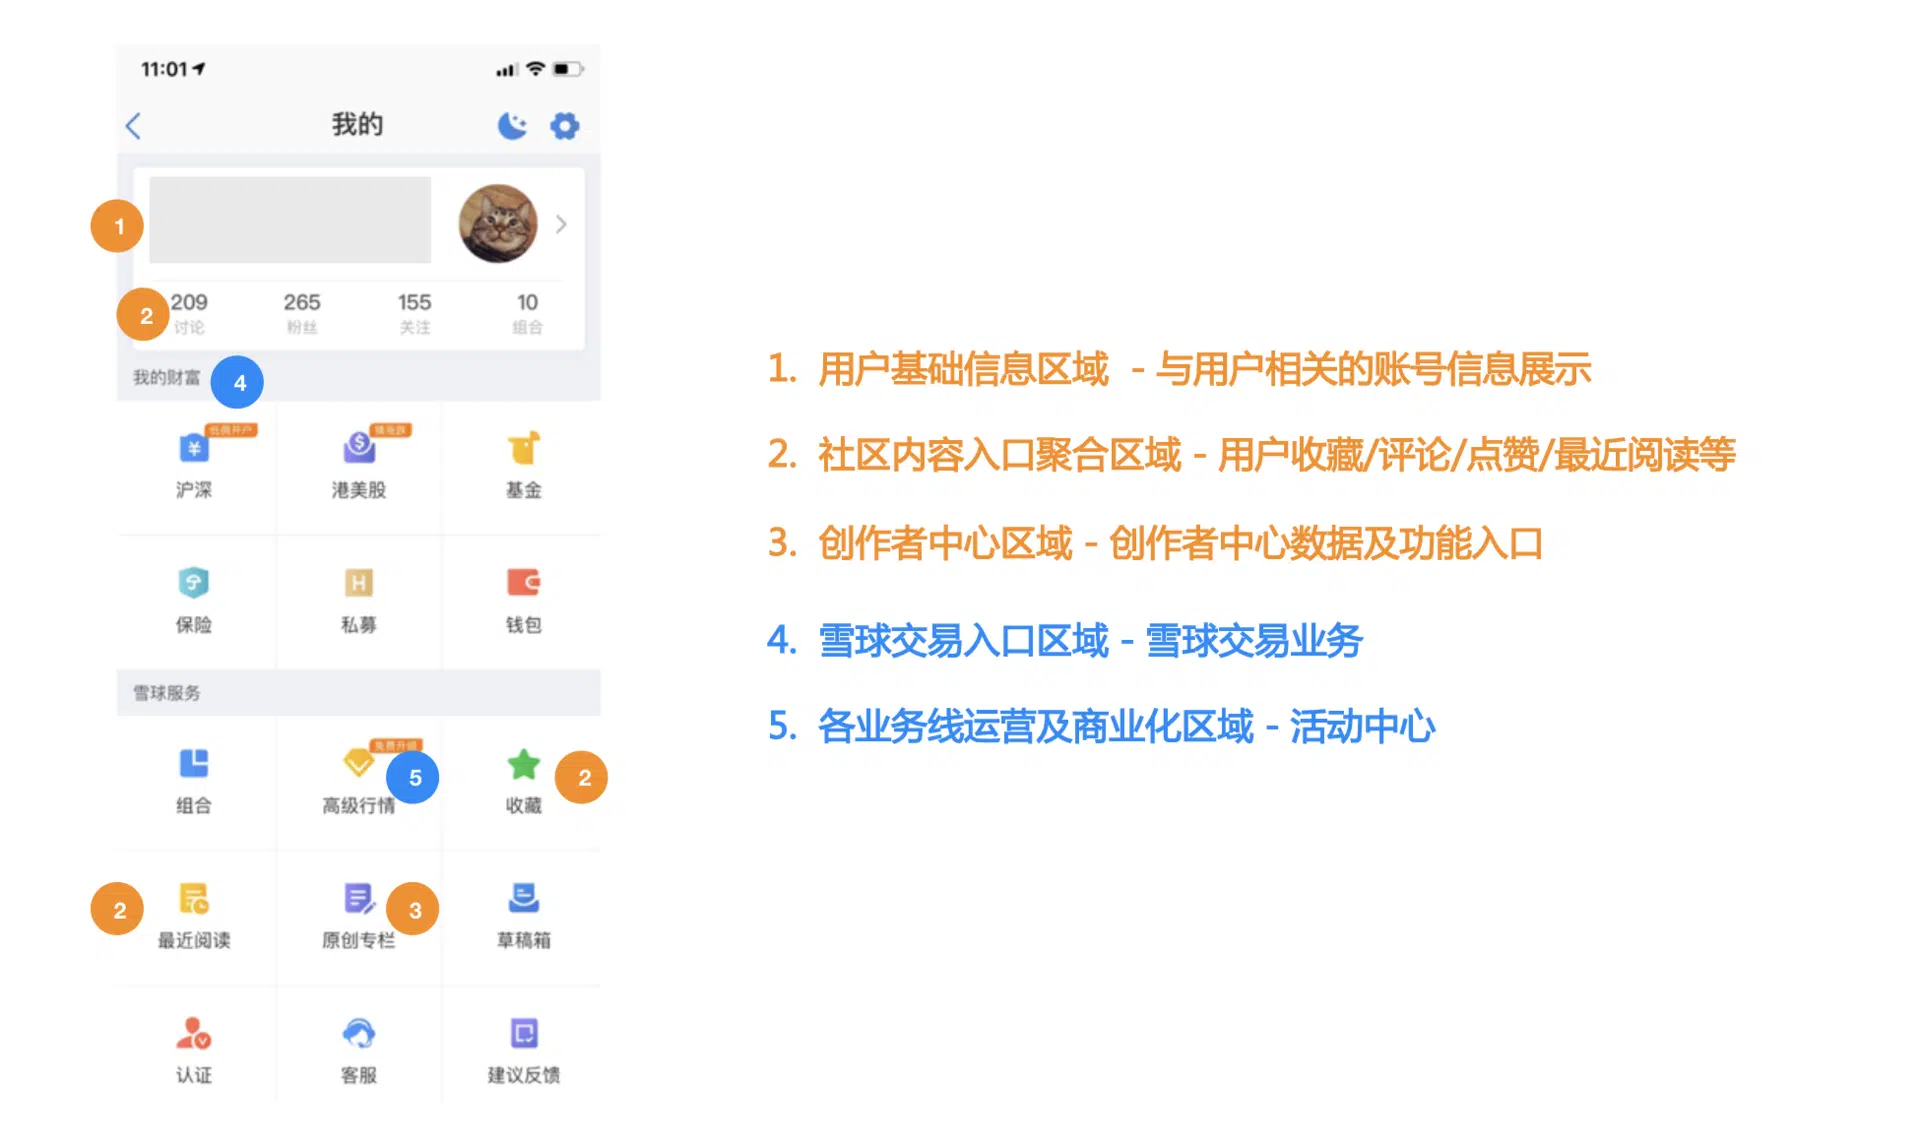 11:01
我的
1
209 265 155 10
2 讨论 粉丝 关注 组合
我的财富 4
低佣开户
沪深 港美股 基金
保险 私募 钱包
雪球服务
免费升级
5 2
组合 高级行情 收藏
2 3
最近阅读 原创专栏 草稿箱
认证 客服 建议反馈
1. 用户基础信息区域 - 与用户相关的账号信息展示
2. 社区内容入口聚合区域 - 用户收藏/评论/点赞/最近阅读等
3. 创作者中心区域 - 创作者中心数据及功能入口
4. 雪球交易入口区域 - 雪球交易业务
5. 各业务线运营及商业化区域 - 活动中心